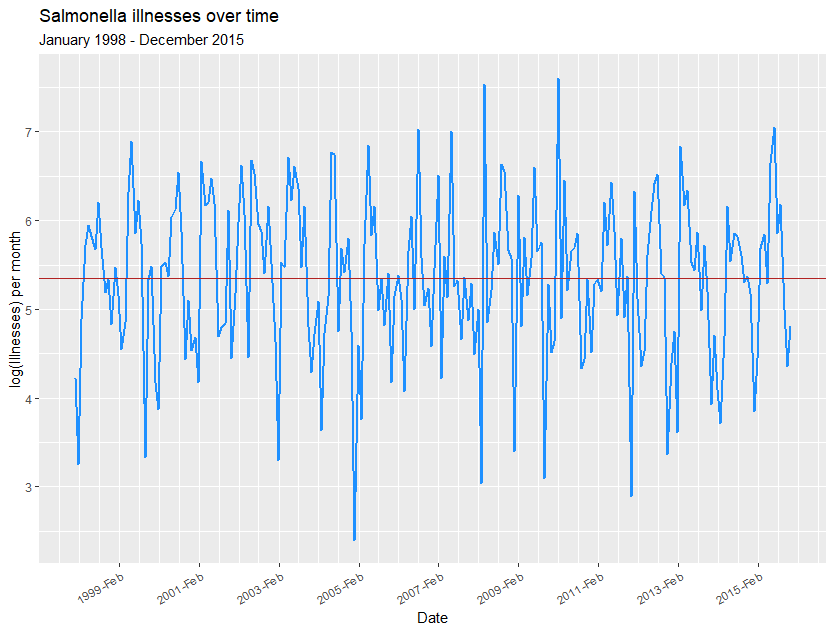 Salmonella illnesses over time
January 1998 - December 2015
log(Illnesses) per month
7
6
5
4
3
1999-Feb
2001-Feb
2003-Feb
2005-Feb
2007-Feb
2009-Feb
2011-Feb
2013-Feb
2015-Feb
Date